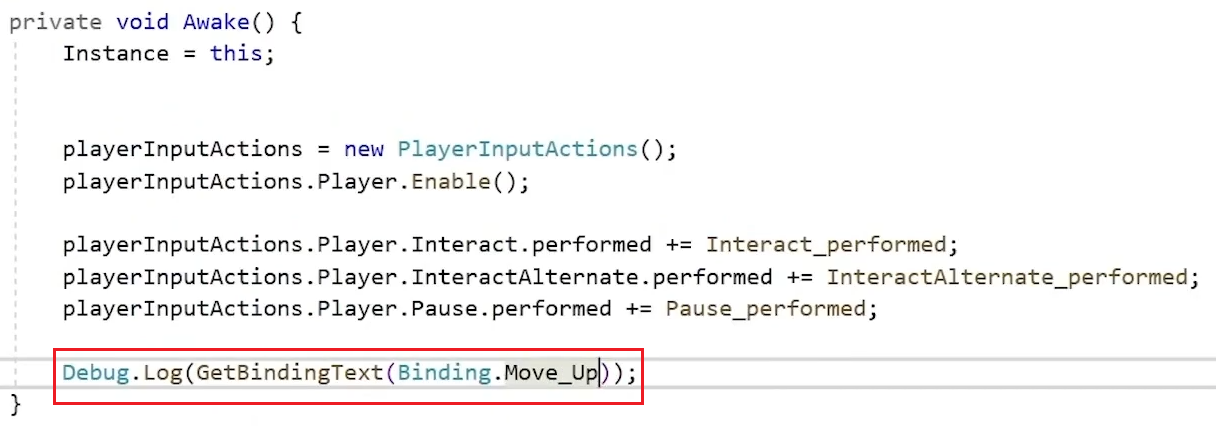 private void Awake() {
Instance = this;
playerInputActions = new PlayerInputActions();
playerInputActions.Player.Enable();
playerInputActions.Player.Interact.performed += Interact_performed;
playerInputActions.Player.InteractAlternate.performed += InteractAlternate_performed;
playerInputActions.Player.Pause.performed += Pause_performed;
Debug.Log(GetBindingText(Binding.Move_Up));
}